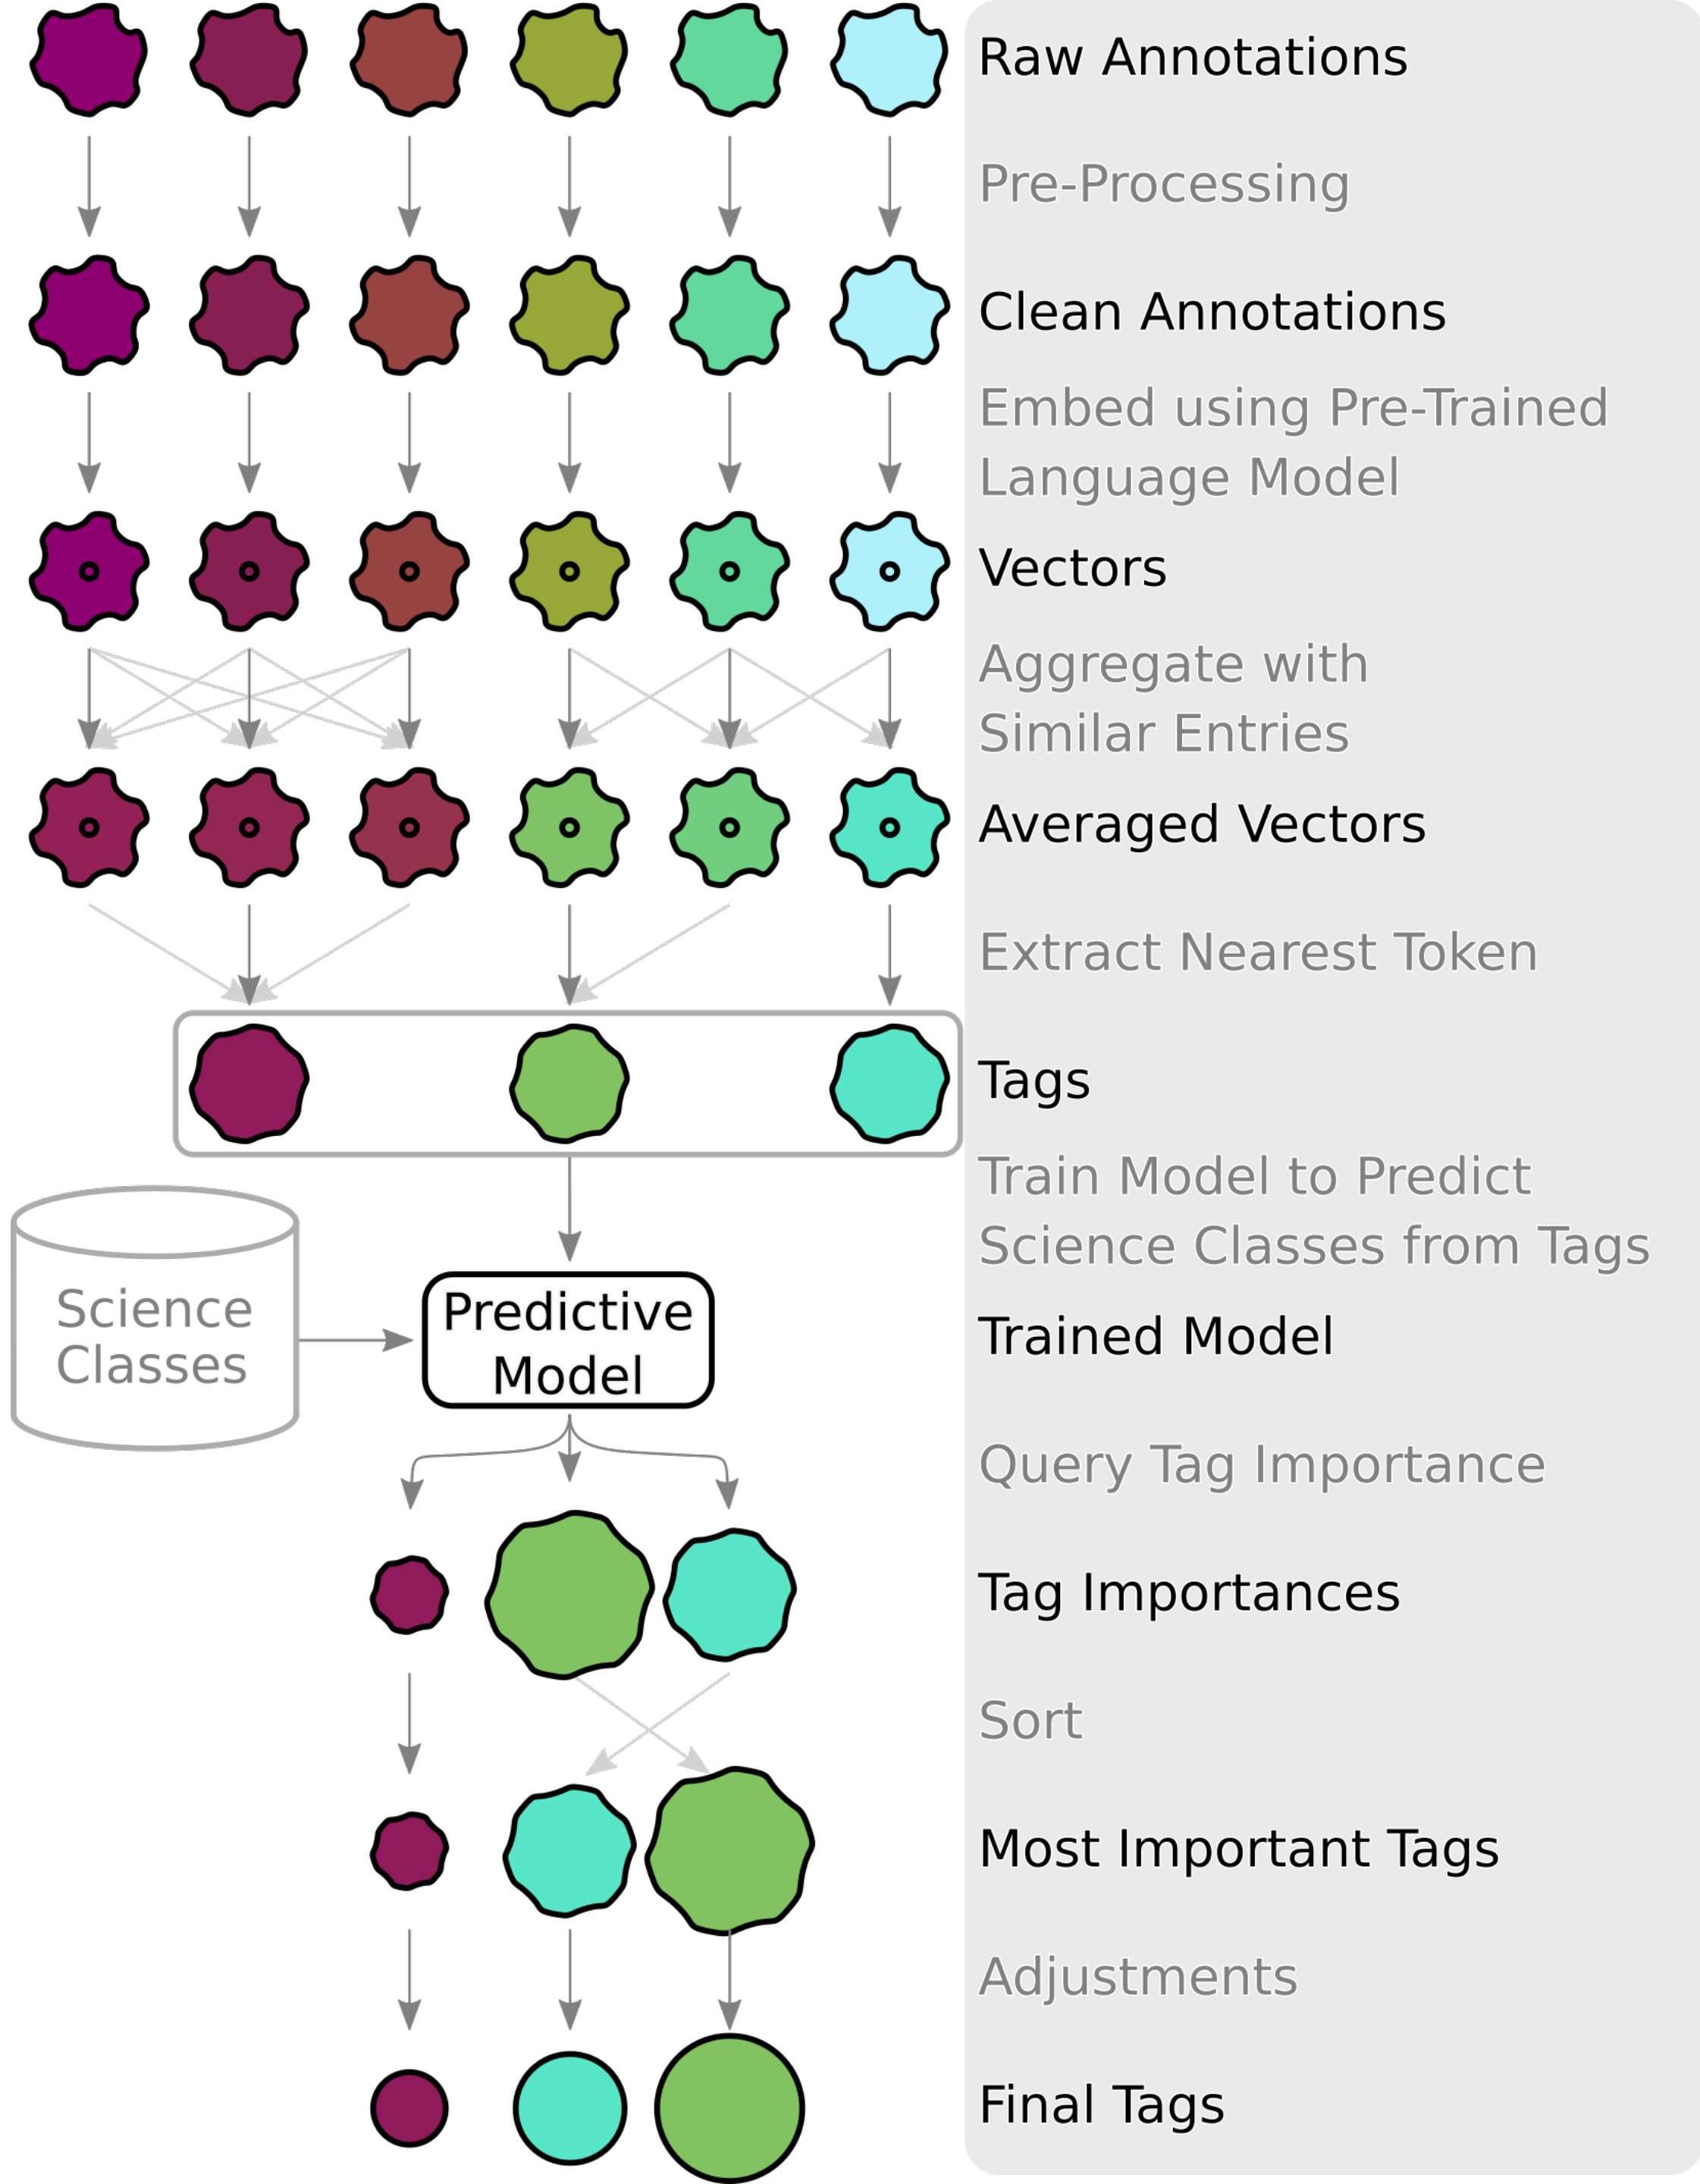 Raw Annotations
Pre-Processing
Clean Annotations
Embed using Pre-Trained
Language Model
Vectors
Aggregate with
Similar Entries
Averaged Vectors
Extract Nearest Token
Tags
Train Model to Predict
Science Classes from Tags
Science
Classes
Predictive
Model
Trained Model
Query Tag Importance
Tag Importances
Sort
Most Important Tags
Adjustments
Final Tags